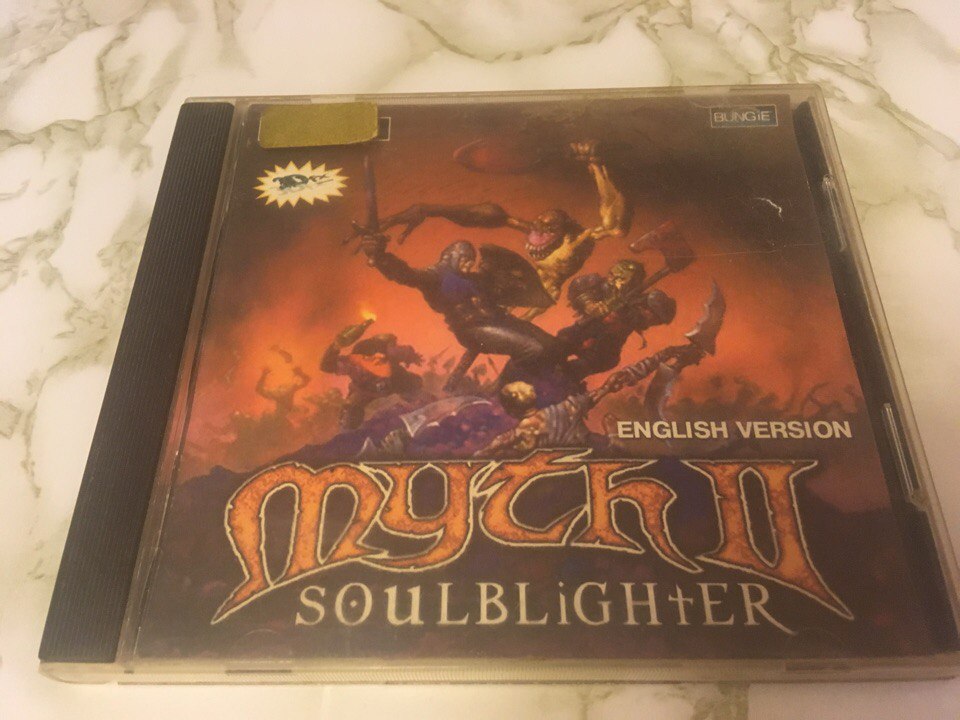 BUNGIE
ENGLISH VERSION
MYTH II
SOULBLIGHTER